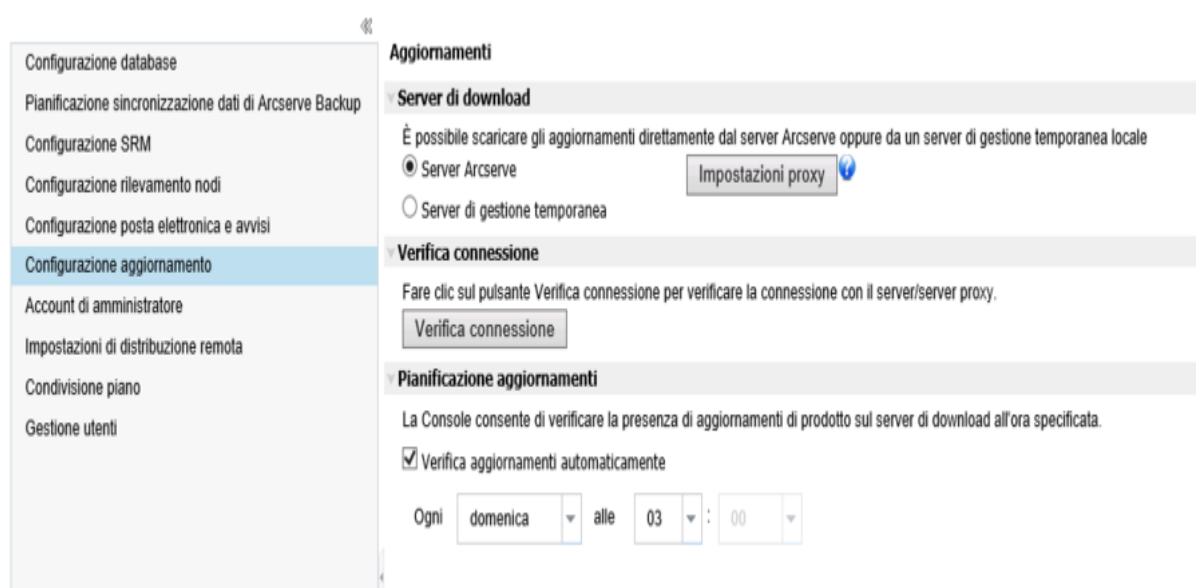 Configurazione database
Pianificazione sincronizzazione dati di Arcserve Backup
Configurazione SRM
Configurazione rilevamento nodi
Configurazione posta elettronica e avvisi
Configurazione aggiornamento
Account di amministratore
Impostazioni di distribuzione remota
Condivisione piano
Gestione utenti
Aggiornamenti
Server di download
È possibile scaricare gli aggiornamenti direttamente dal server Arcserve oppure da un server di gestione temporanea locale
Server Arcserve
Impostazioni proxy
Server di gestione temporanea
Verifica connessione
Fare clic sul pulsante Verifica connessione per verificare la connessione con il server/server proxy.
Verifica connessione
Pianificazione aggiornamenti
La Console consente di verificare la presenza di aggiornamenti di prodotto sul server di download all'ora specificata.
Verifica aggiornamenti automaticamente
Ogni domenica alle 03 : 00